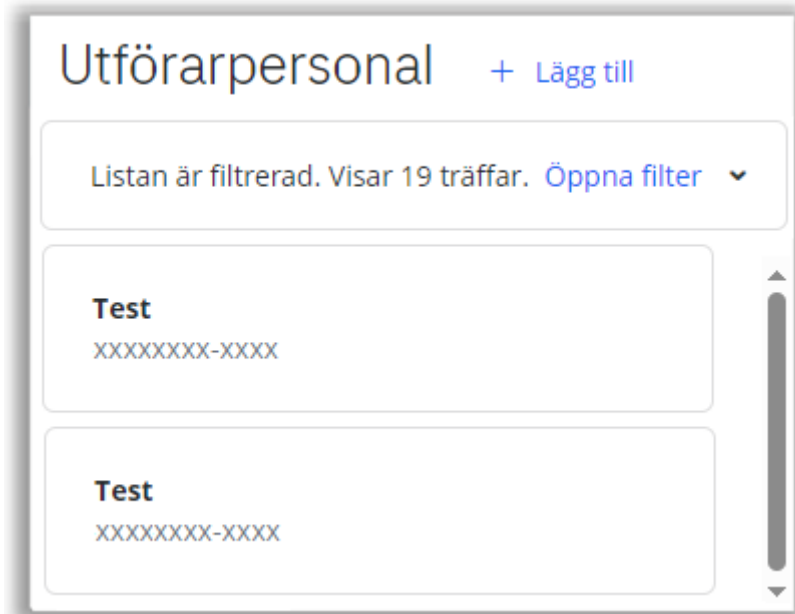 Utförarpersonal + Lägg till
Listan är filtrerad. Visar 19 träffar. Öppna filter
Test
xxxxxxxx-xxxx
Test
xxxxxxxx-xxxx